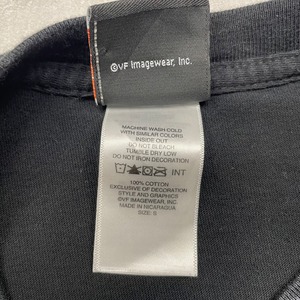 ©VF Imagewear, Inc.
MACHINE WASH COLD
WITH SIMILAR COLORS
INSIDE OUT
DO NOT BLEACH
TUMBLE DRY LOW
DO NOT IRON DECORATION
INT
100% COTTON
EXCLUSIVE OF DECORATION
STYLE AND GRAPHICS
©VF IMAGEWEAR, INC
MADE IN NICARAGUA
SIZE: S